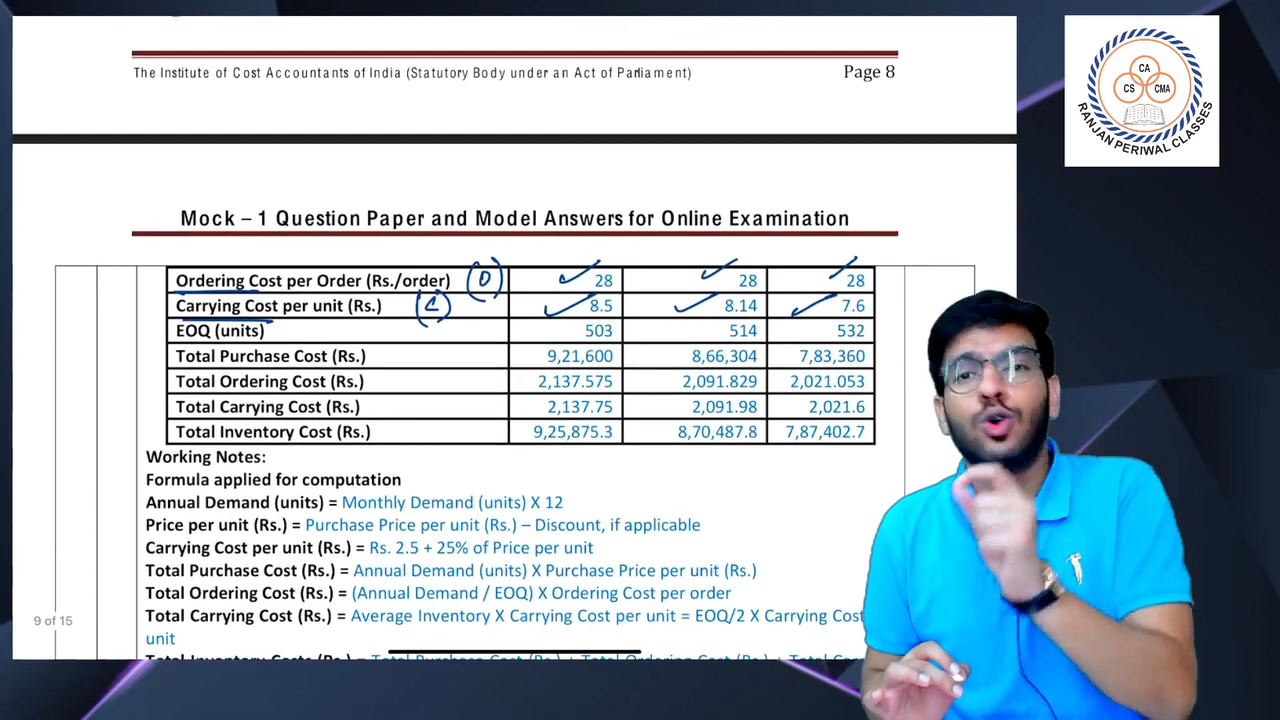 The Institute of Cost Accountants of India (Statutory Body under an Act of Parliament) Page 8
CA
CS CMA
RANJAN PERIWAL CLASSES
Mock – 1 Question Paper and Model Answers for Online Examination
Ordering Cost per Order (Rs./order) (O) 28 28 28
Carrying Cost per unit (Rs.) (C) 8.5 8.14 7.6
EOQ (units) 503 514 532
Total Purchase Cost (Rs.) 9,21,600 8,66,304 7,83,360
Total Ordering Cost (Rs.) 2,137.575 2,091.829 2,021.053
Total Carrying Cost (Rs.) 2,137.75 2,091.98 2,021.6
Total Inventory Cost (Rs.) 9,25,875.3 8,70,487.8 7,87,402.7
Working Notes:
Formula applied for computation
Annual Demand (units) = Monthly Demand (units) X 12
Price per unit (Rs.) = Purchase Price per unit (Rs.) – Discount, if applicable
Carrying Cost per unit (Rs.) = Rs. 2.5 + 25% of Price per unit
Total Purchase Cost (Rs.) = Annual Demand (units) X Purchase Price per unit (Rs.)
Total Ordering Cost (Rs.) = (Annual Demand / EOQ) X Ordering Cost per order
Total Carrying Cost (Rs.) = Average Inventory X Carrying Cost per unit = EOQ/2 X Carrying Cost
9 of 15
unit